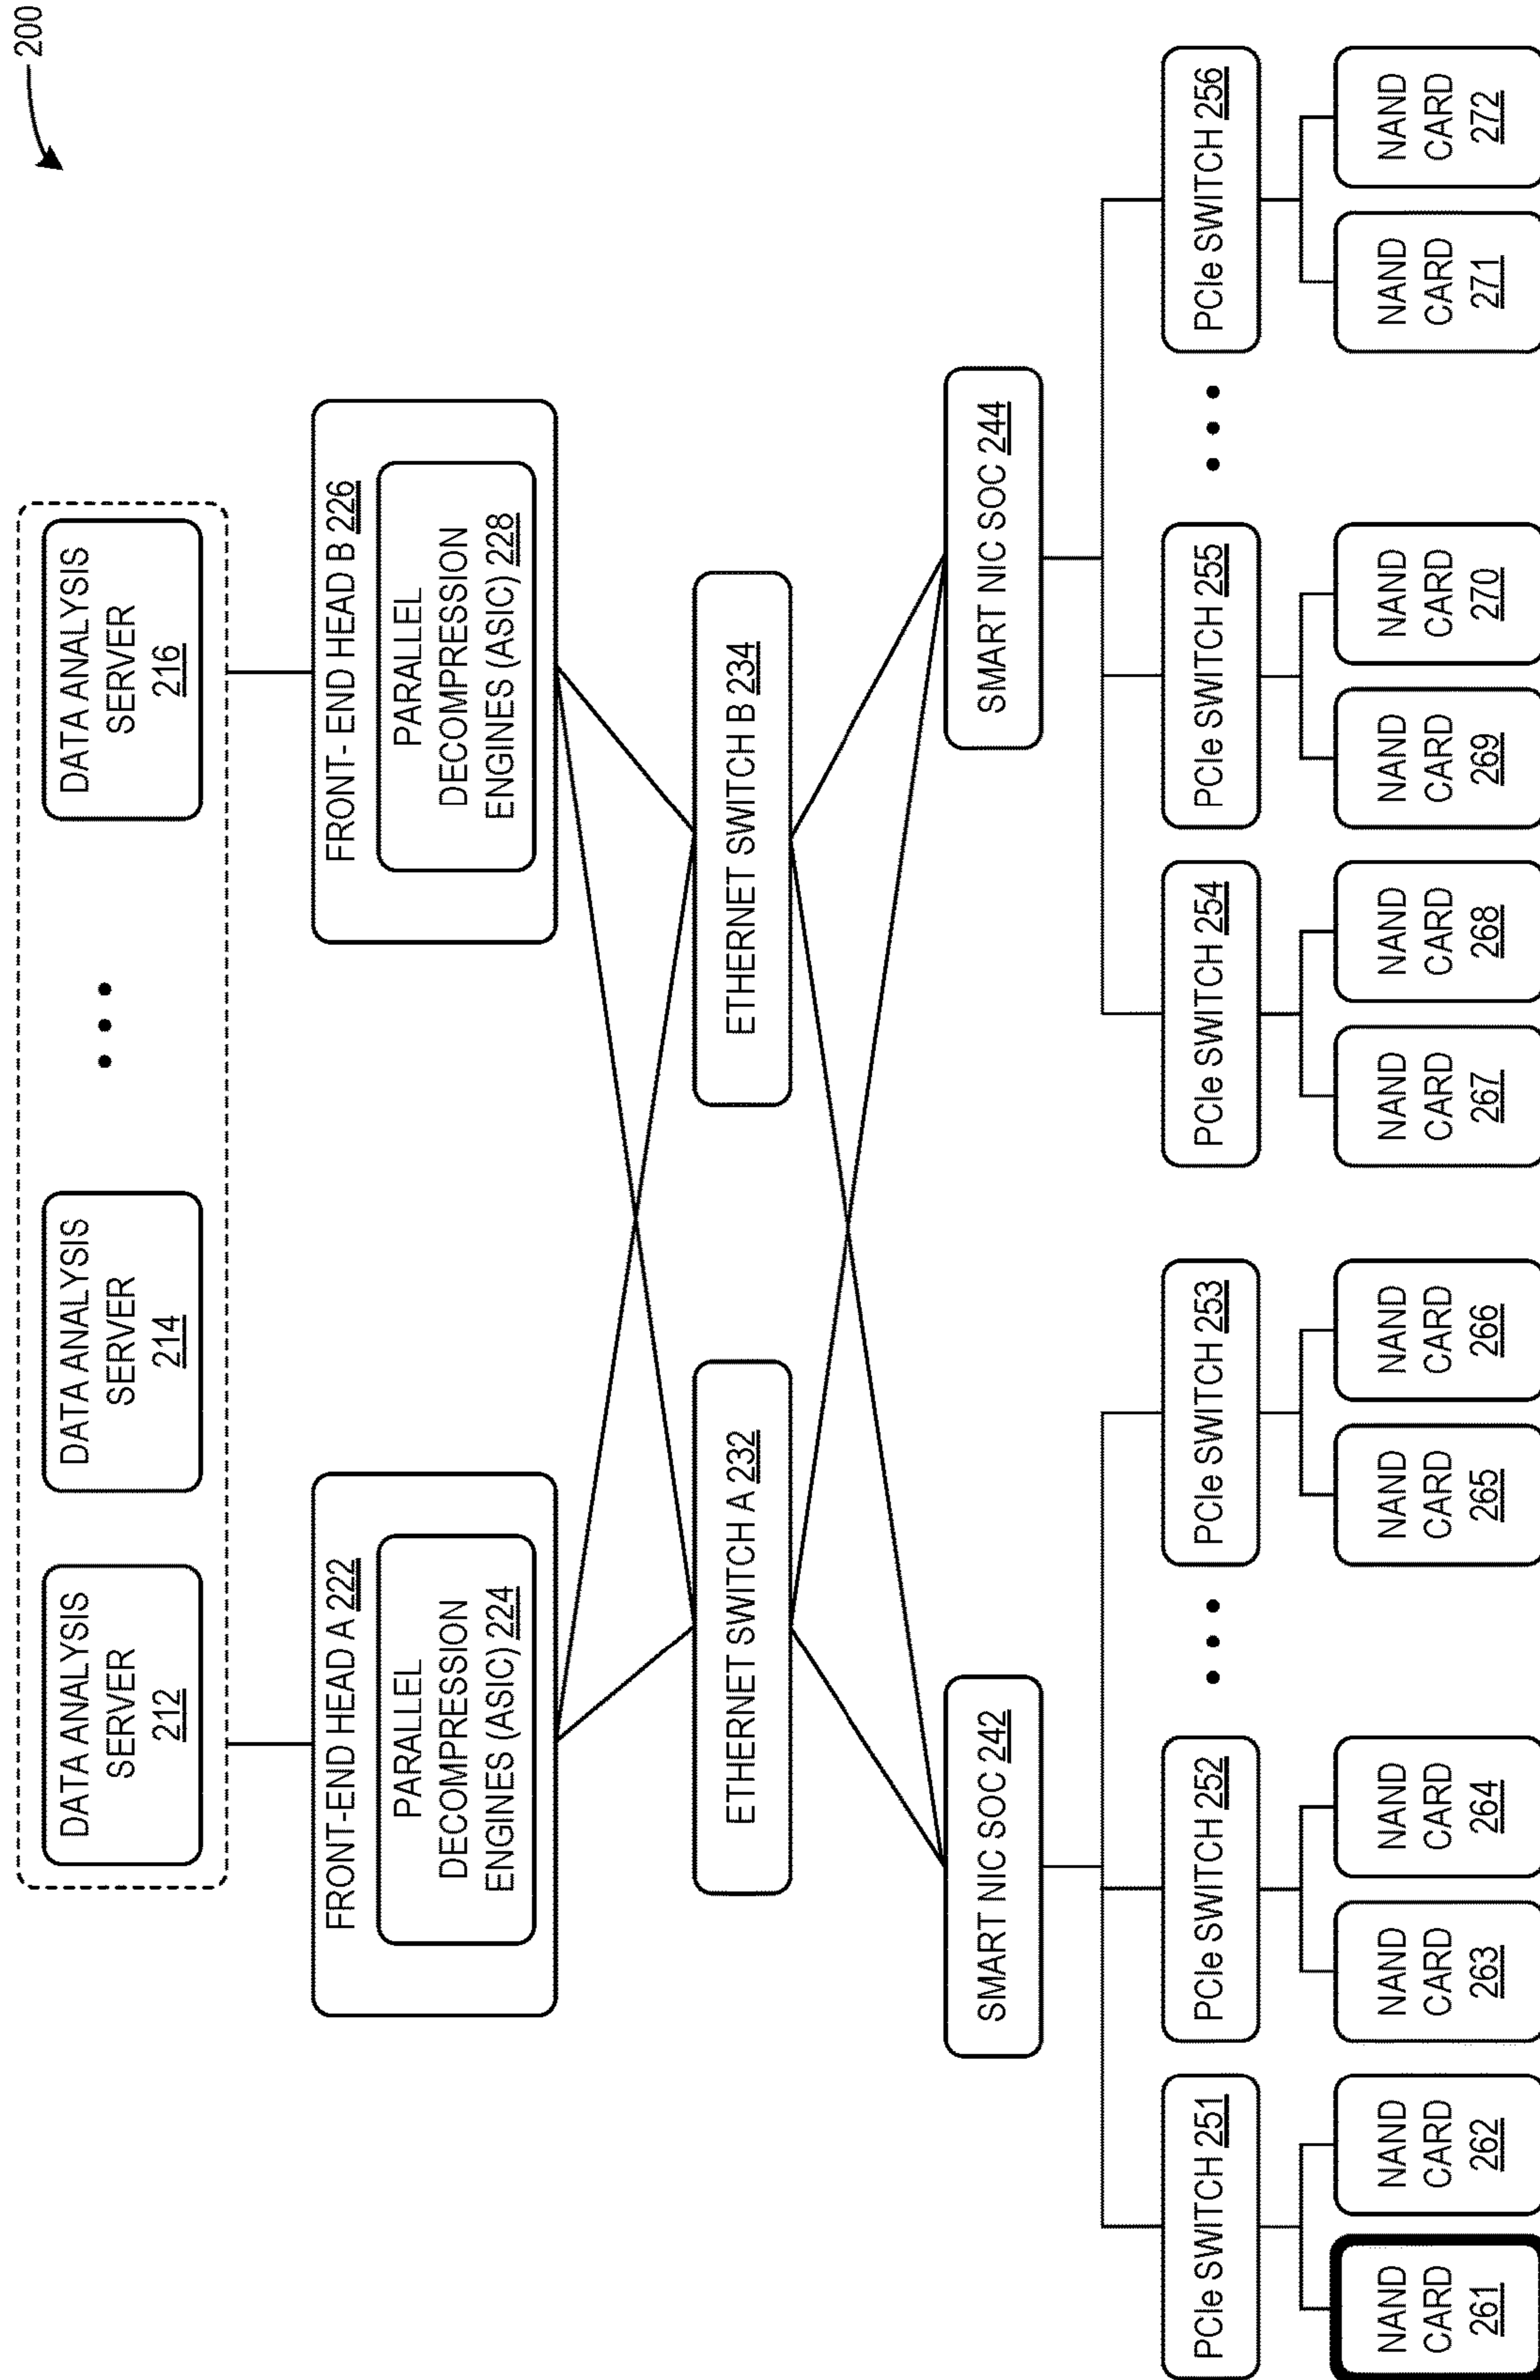 200
DATA ANALYSIS
SERVER
212
DATA ANALYSIS
SERVER
214
• • •
DATA ANALYSIS
SERVER
216
FRONT-END HEAD A 222
PARALLEL
DECOMPRESSION
ENGINES (ASIC) 224
FRONT- END HEAD B 226
PARALLEL
DECOMPRESSION
ENGINES (ASIC) 228
ETHERNET SWITCH A 232
ETHERNET SWITCH B 234
SMART NIC SOC 242
SMART NIC SOC 244
PCIe SWITCH 251
PCIe SWITCH 252
• • •
PCIe SWITCH 253
PCIe SWITCH 254
PCIe SWITCH 255
• • •
PCIe SWITCH 256
NAND
CARD
261
NAND
CARD
262
NAND
CARD
263
NAND
CARD
264
NAND
CARD
265
NAND
CARD
266
NAND
CARD
267
NAND
CARD
268
NAND
CARD
269
NAND
CARD
270
NAND
CARD
271
NAND
CARD
272